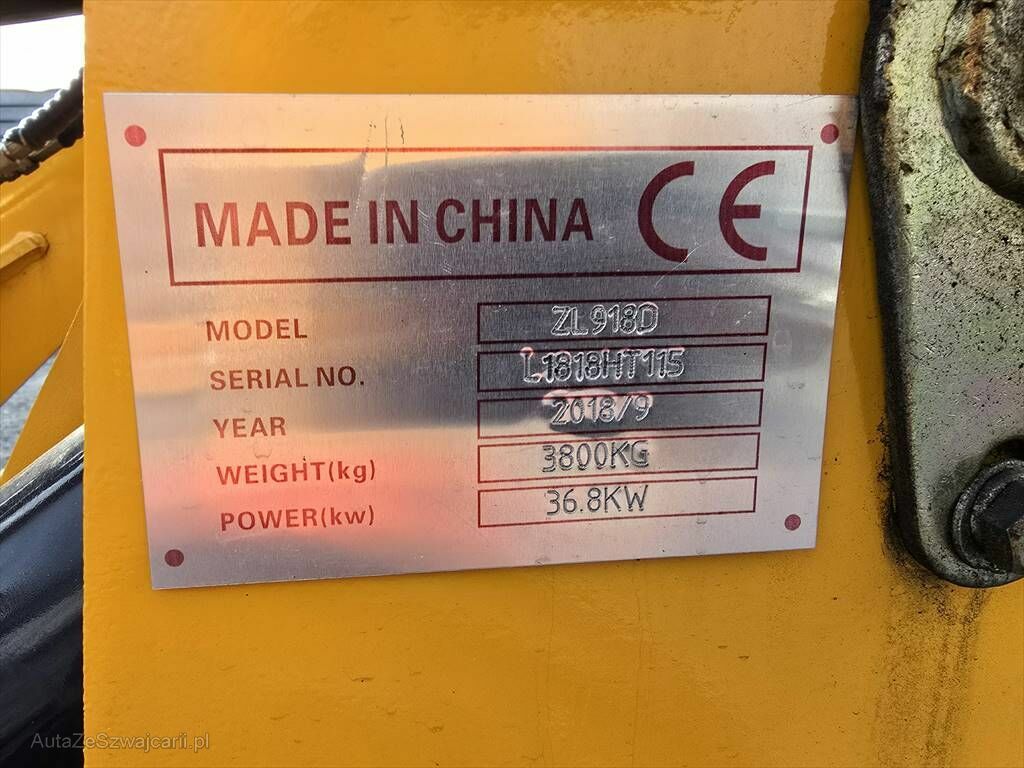 MADE IN CHINA CE
MODEL ZL918D
SERIAL NO. L1818HT115
YEAR 2018/9
WEIGHT(kg) 3800KG
POWER(kw) 36.8KW
AutaZeSzwajcarii.pl